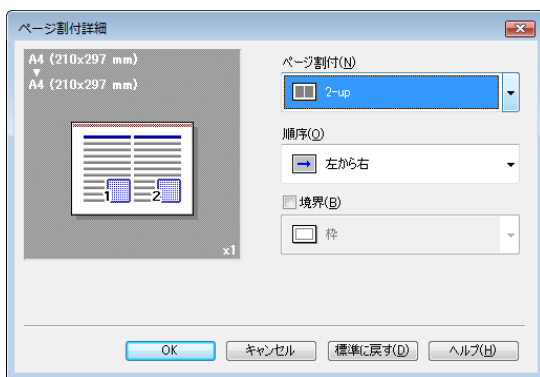 ページ割付詳細
A4 (210x297 mm)
A4 (210x297 mm)
1 2
x1
ページ割付(N)
2-up
順序(O)
左から右
境界(B)
枠
OK キャンセル 標準に戻す(D) ヘルプ(H)